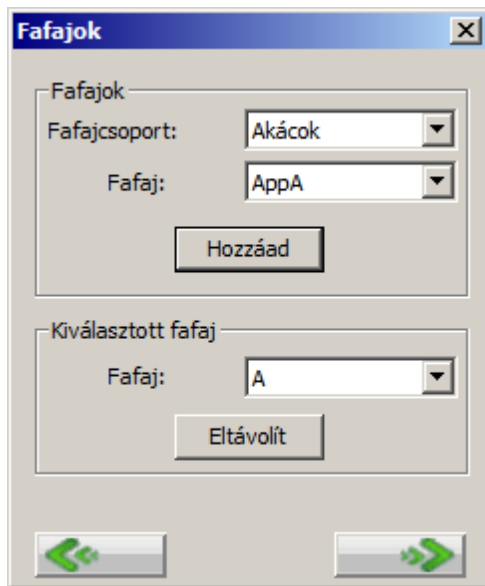 Fafajok
Fafajok
Fafajcsoport: Akácok
Fafaj: AppA
Hozzáad
Kiválasztott fafaj
Fafaj: A
Eltávolít